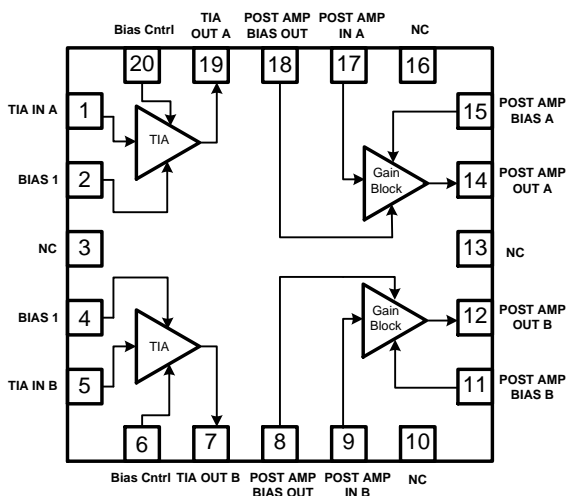 TIA POST AMP POST AMP
Bias Cntrl OUT A BIAS OUT IN A NC
20 19 18 17 16
TIA IN A 1
15 POST AMP
BIAS A
TIA
BIAS 1 2
Gain
Block
14 POST AMP
OUT A
NC 3
13 NC
BIAS 1 4
Gain
Block
12 POST AMP
OUT B
TIA
TIA IN B 5
11 POST AMP
BIAS B
6 7 8 9 10
Bias Cntrl TIA OUT B POST AMP POST AMP NC
BIAS OUT IN B